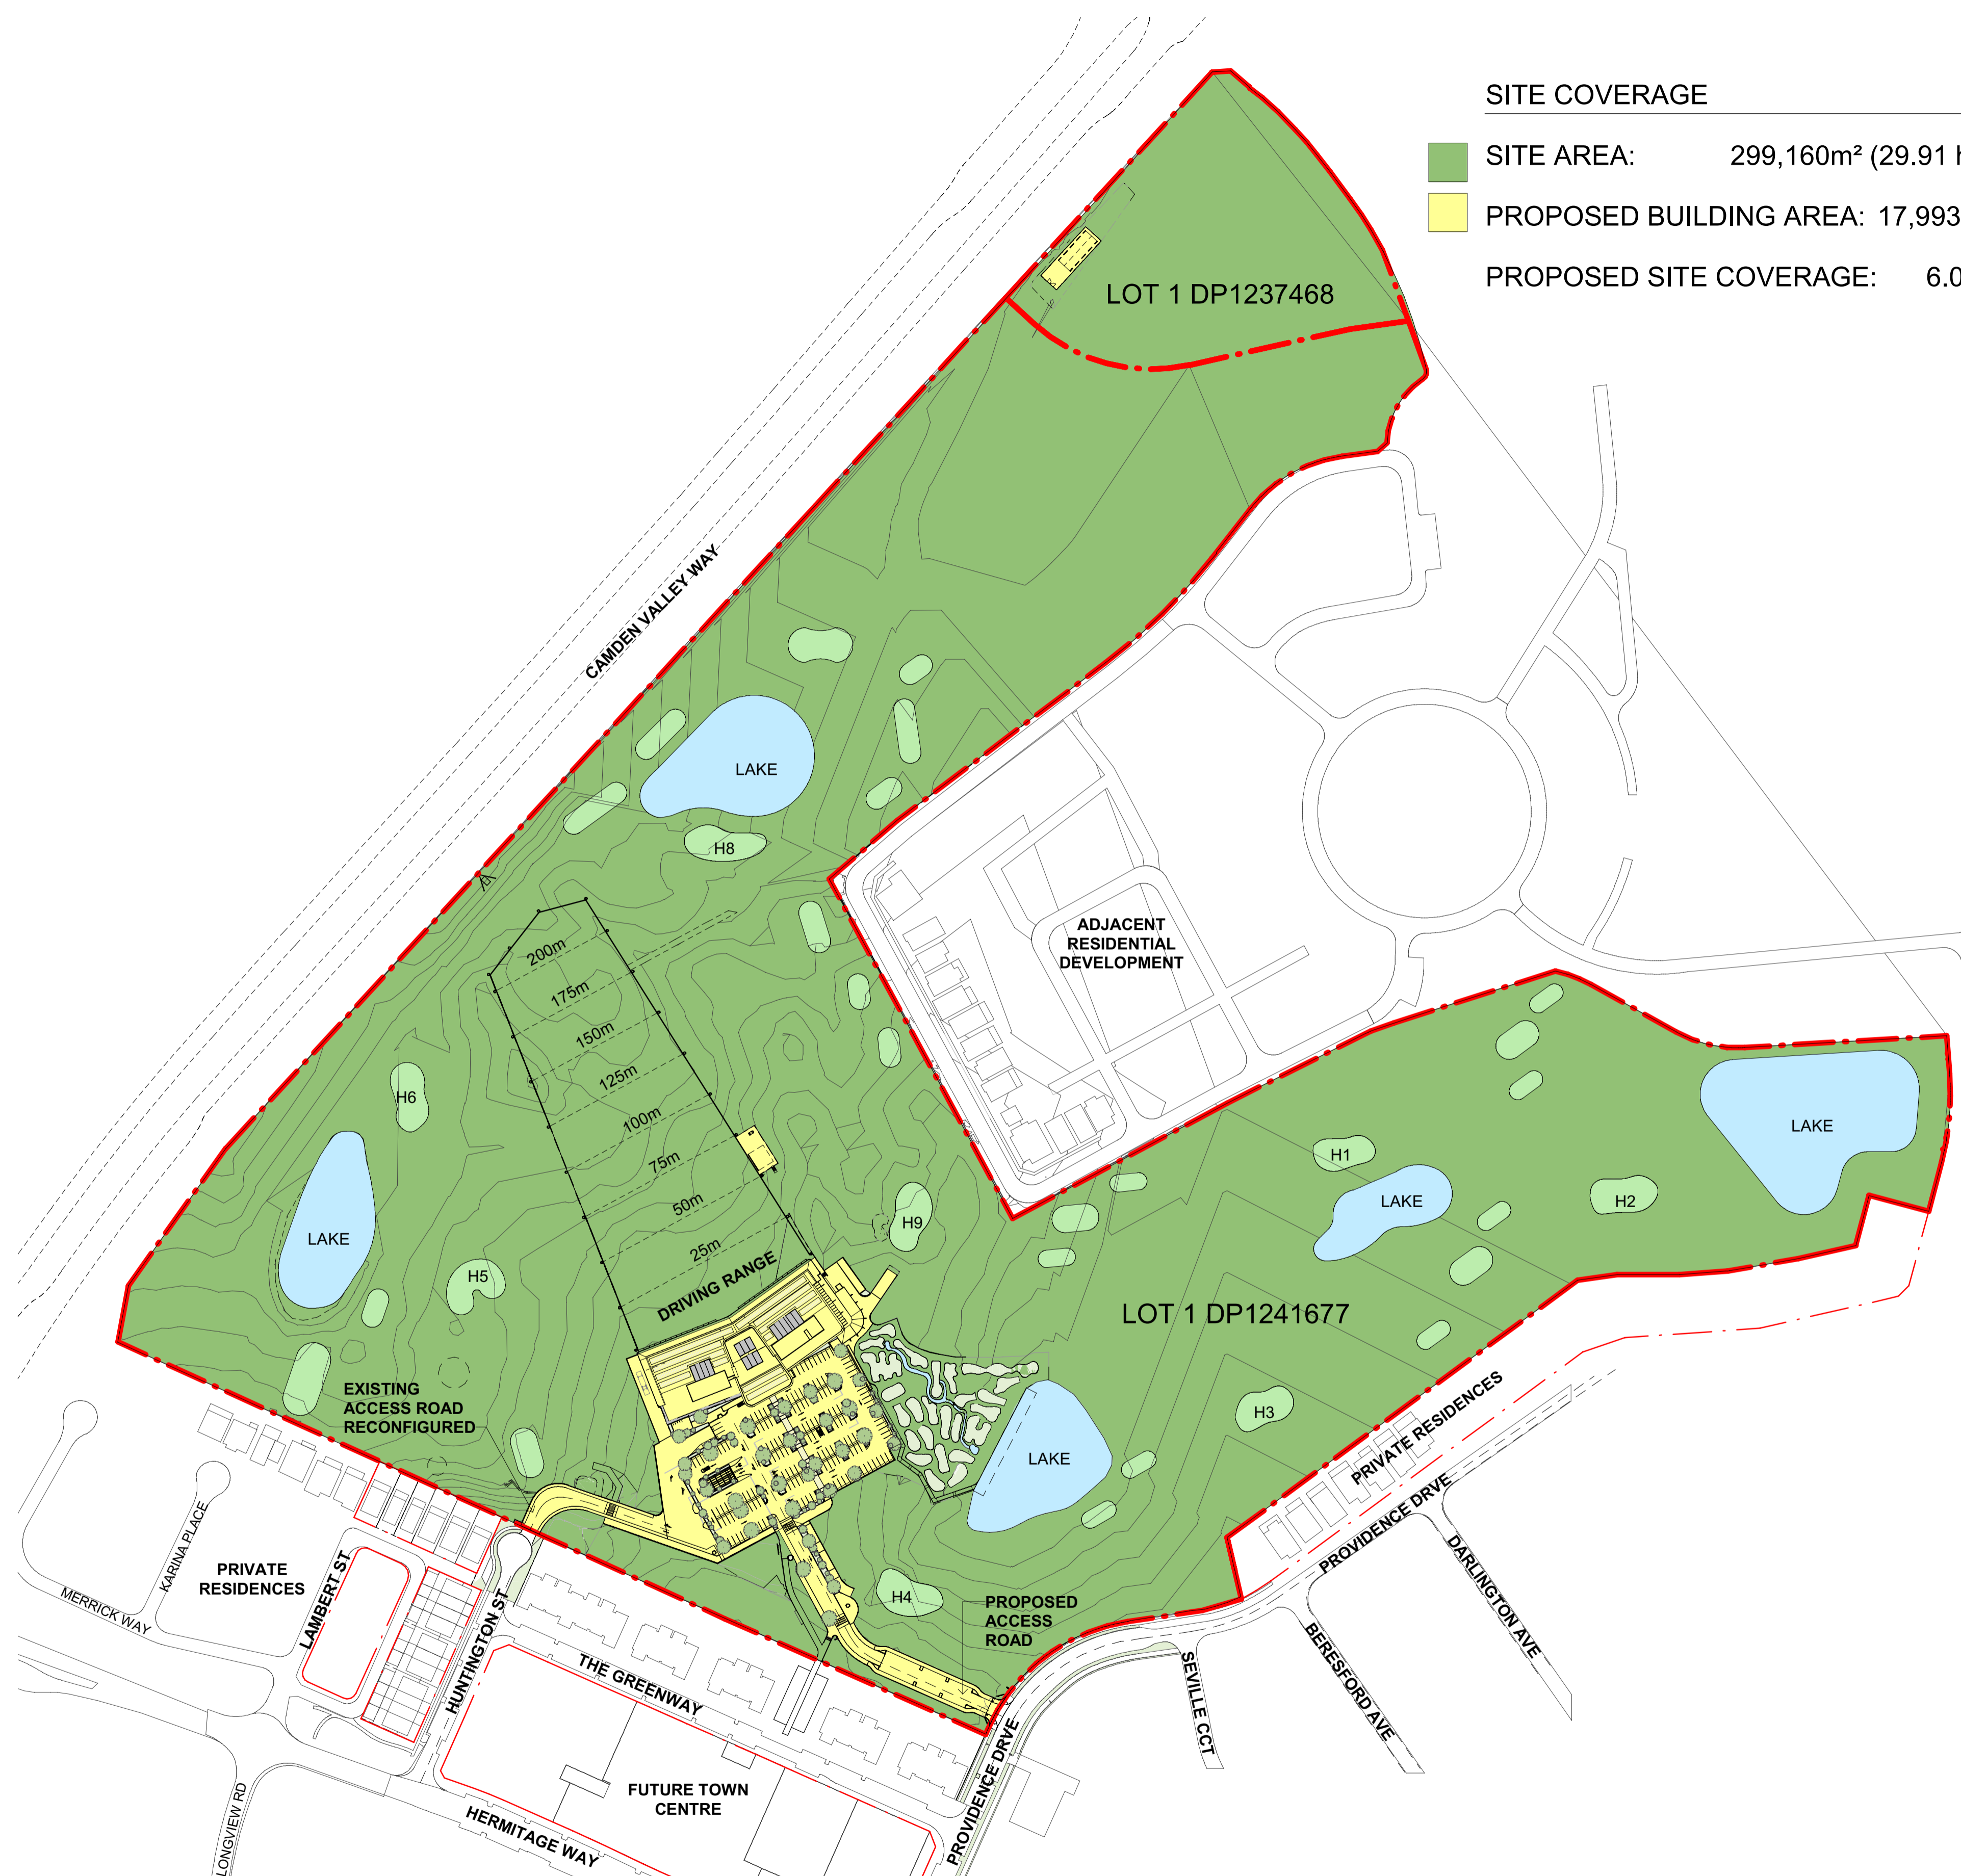 SITE COVERAGE
SITE AREA: 299,160m² (29.91
PROPOSED BUILDING AREA: 17,993
PROPOSED SITE COVERAGE: 6.0
LOT 1 DP1237468
CAMDEN VALLEY WAY
LAKE
H8
ADJACENT
RESIDENTIAL
DEVELOPMENT
200m
175m
150m
125m
100m
75m
50m
25m
DRIVING RANGE
H6
LAKE
H5
H9
H1
LAKE
H2
LAKE
LOT 1 DP1241677
H3
LAKE
H4
EXISTING
ACCESS ROAD
RECONFIGURED
PROPOSED
ACCESS
ROAD
PRIVATE RESIDENCES
PROVIDENCE DRVE
DARLINGTON AVE
BERESFORD AVE
SEVILLE CCT
PROVIDENCE DRVE
KARINA PLACE
MERRICK WAY
PRIVATE
RESIDENCES
LAMBERT ST
HUNTINGTON ST
THE GREENWAY
FUTURE TOWN
CENTRE
HERMITAGE WAY
LONGVIEW RD